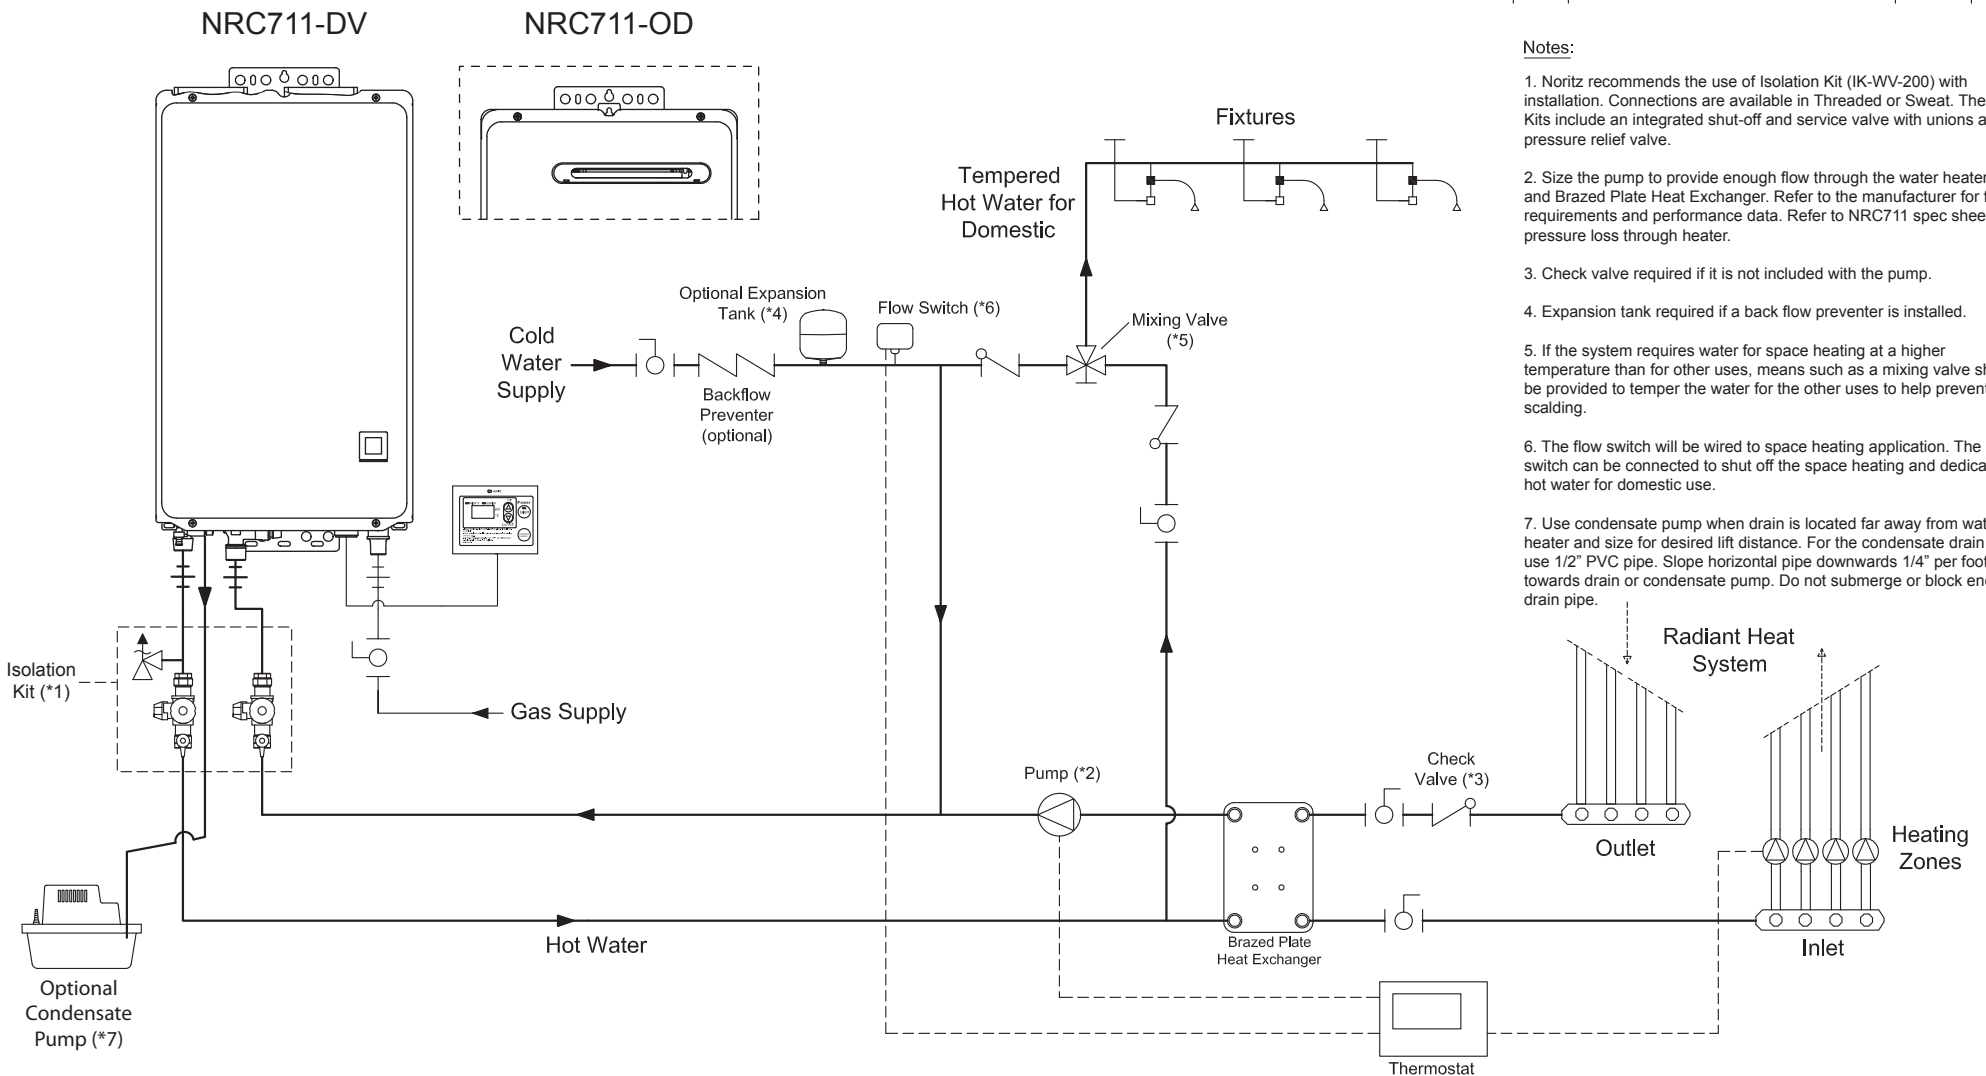 NRC711-DV
NRC711-OD
Notes:
1. Noritz recommends the use of Isolation Kit (IK-WV-200) with
installation. Connections are available in Threaded or Sweat. The
Kits include an integrated shut-off and service valve with unions a
pressure relief valve.
2. Size the pump to provide enough flow through the water heater
and Brazed Plate Heat Exchanger. Refer to the manufacturer for f
requirements and performance data. Refer to NRC711 spec shee
pressure loss through heater.
3. Check valve required if it is not included with the pump.
4. Expansion tank required if a back flow preventer is installed.
5. If the system requires water for space heating at a higher
temperature than for other uses, means such as a mixing valve sh
be provided to temper the water for the other uses to help prevent
scalding.
6. The flow switch will be wired to space heating application. The
switch can be connected to shut off the space heating and dedica
hot water for domestic use.
7. Use condensate pump when drain is located far away from wat
heater and size for desired lift distance. For the condensate drain
use 1/2” PVC pipe. Slope horizontal pipe downwards 1/4” per foot
towards drain or condensate pump. Do not submerge or block en
drain pipe.
Fixtures
Tempered
Hot Water for
Domestic
Optional Expansion
Tank (*4)
Flow Switch (*6)
Mixing Valve
(*5)
Cold
Water
Supply
Backflow
Preventer
(optional)
Isolation
Kit (*1)
Gas Supply
Radiant Heat
System
Pump (*2)
Check
Valve (*3)
Outlet
Heating
Zones
Hot Water
Brazed Plate
Heat Exchanger
Inlet
Optional
Condensate
Pump (*7)
Thermostat